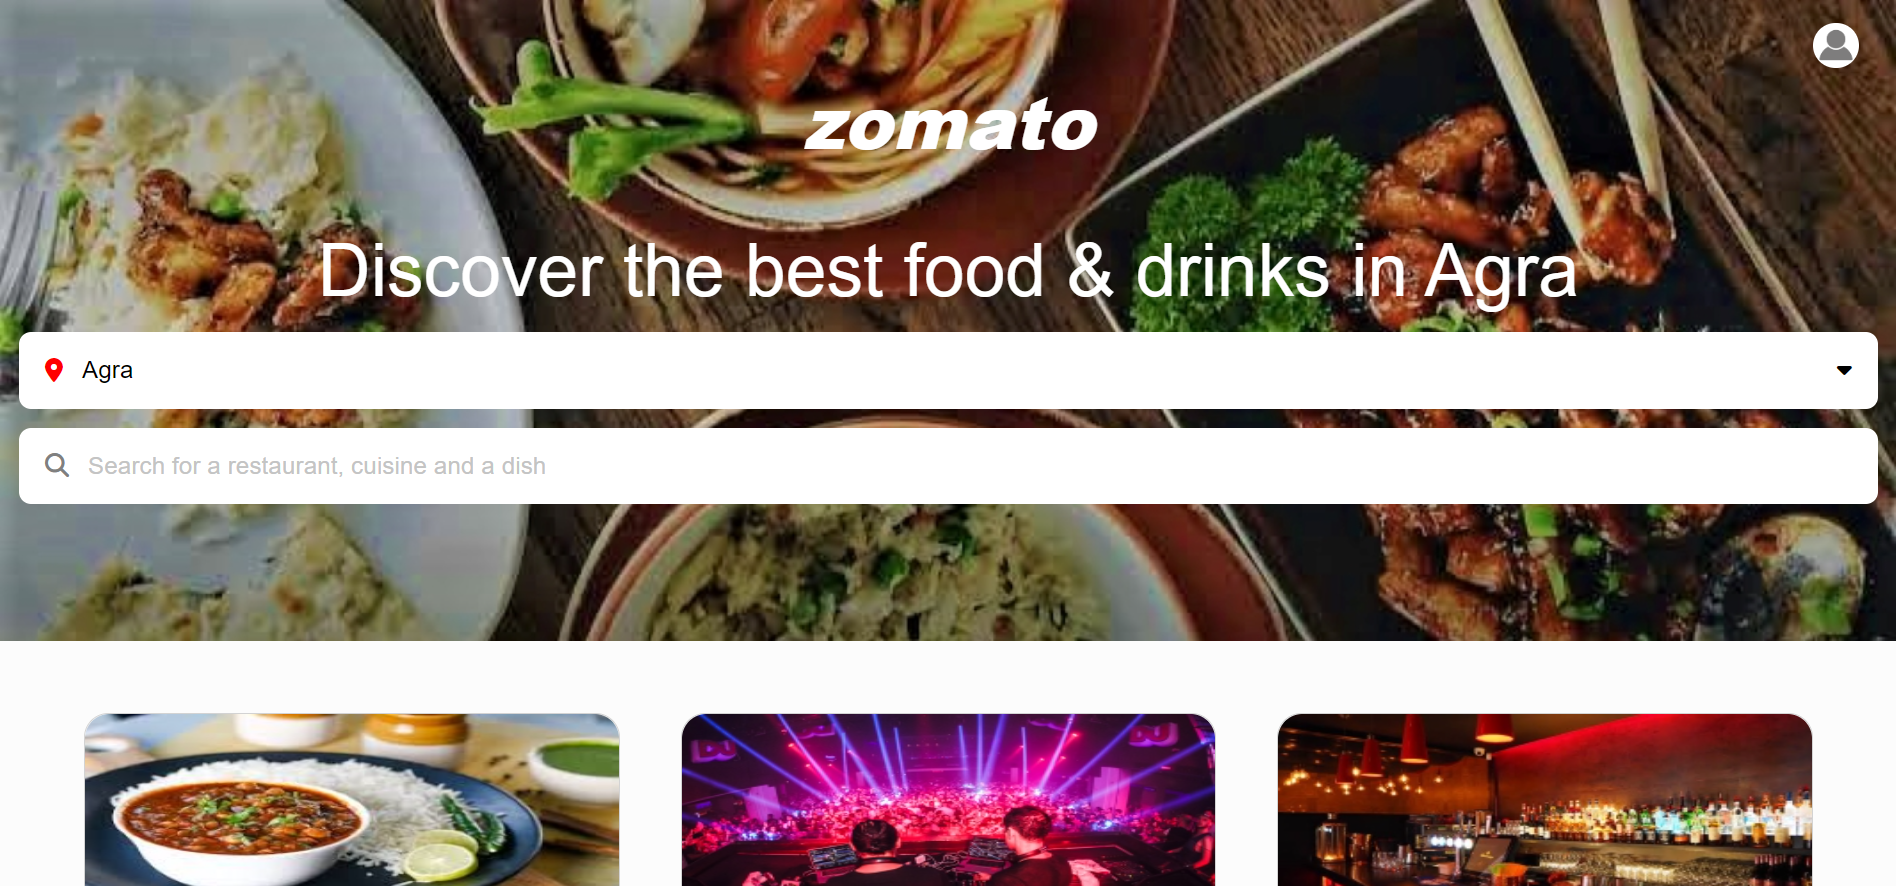 zomato
Discover the best food & drinks in Agra
Agra
Search for a restaurant, cuisine and a dish